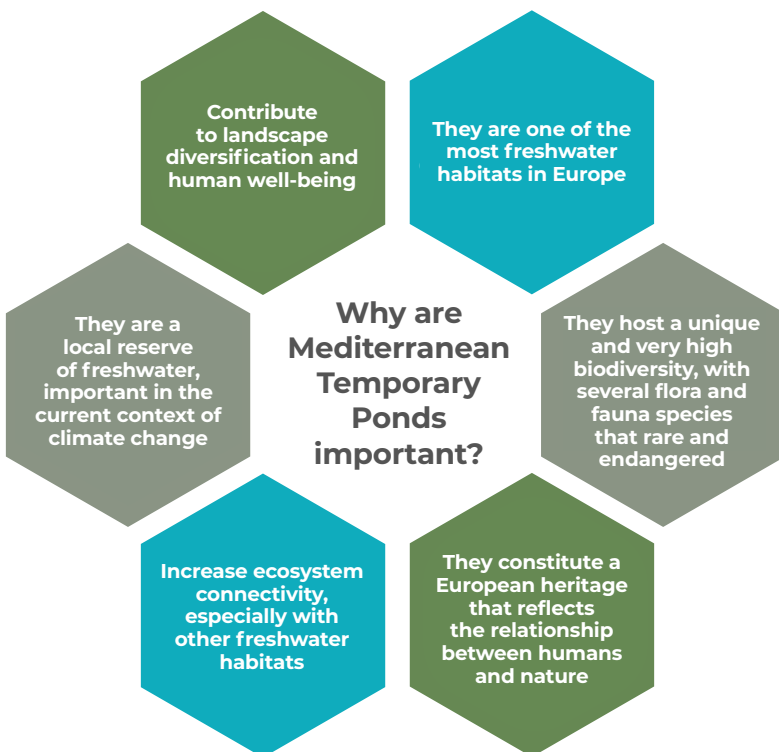 Contribute
to landscape
diversification and
human well-being
They are one of the
most freshwater
habitats in Europe
They are a
local reserve
of freshwater,
important in the
current context of
climate change
Why are
Mediterranean
Temporary
Ponds
important?
They host a unique
and very high
biodiversity, with
several flora and
fauna species
that rare and
endangered
Increase ecosystem
connectivity,
especially with
other freshwater
habitats
They constitute a
European heritage
that reflects
the relationship
between humans
and nature